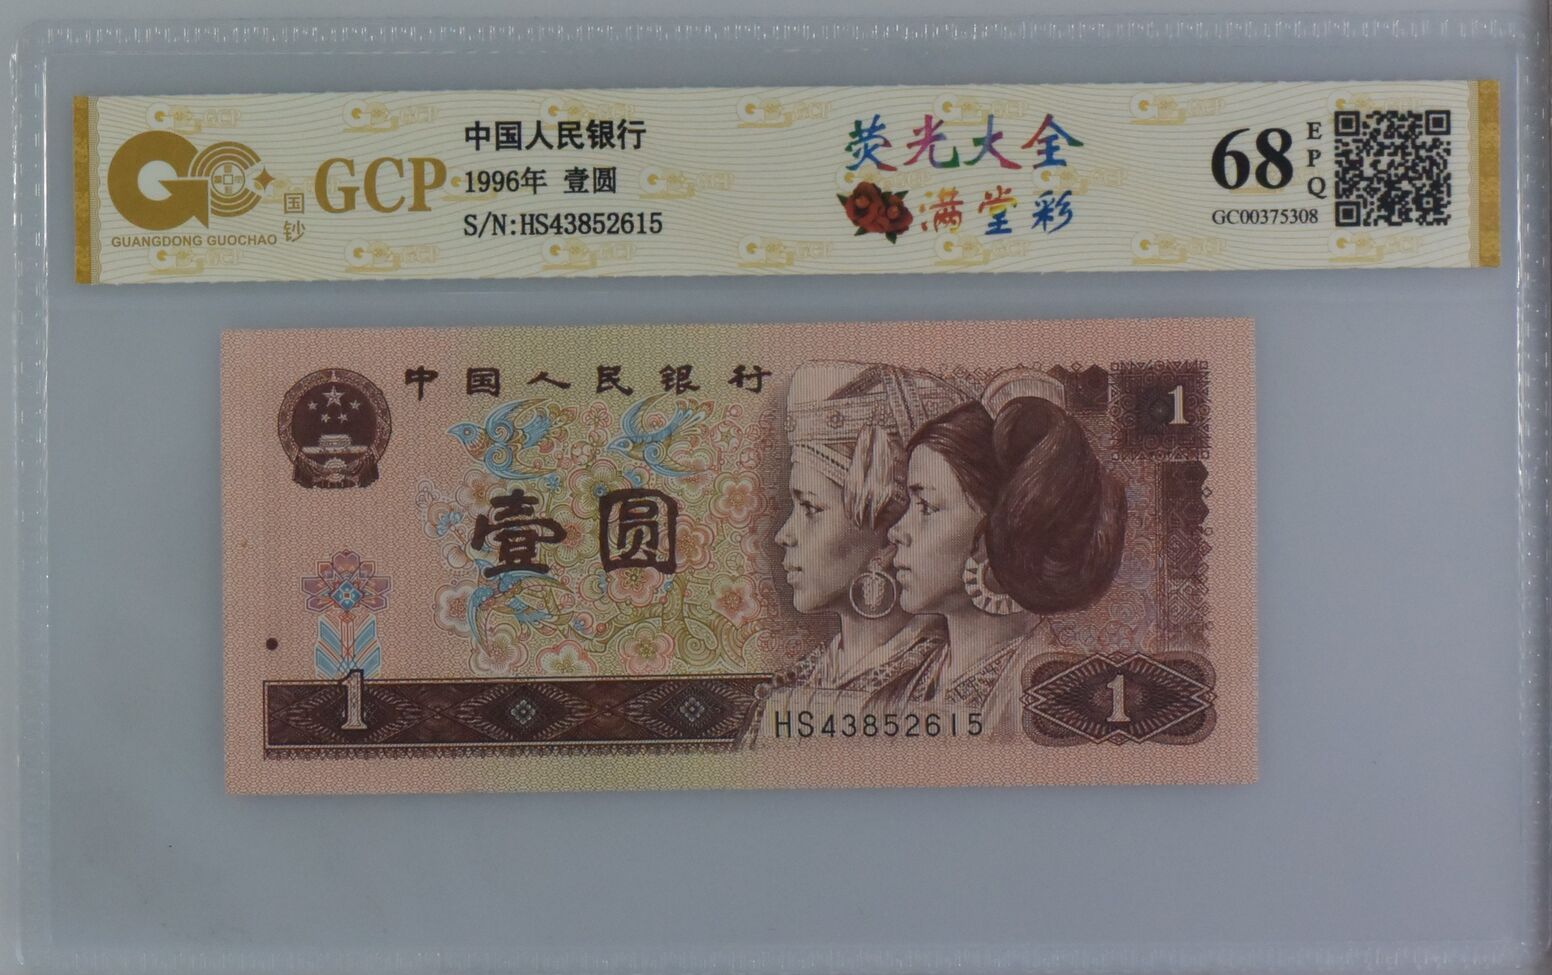 GUANGDONG GUOCHAO
国钞
GCP
中国人民银行
1996年 壹圆
S/N:HS43852615
荧光大全
满堂彩
68
EPQ
GC00375308
中国人民银行
1
壹圆
1
HS43852615
1